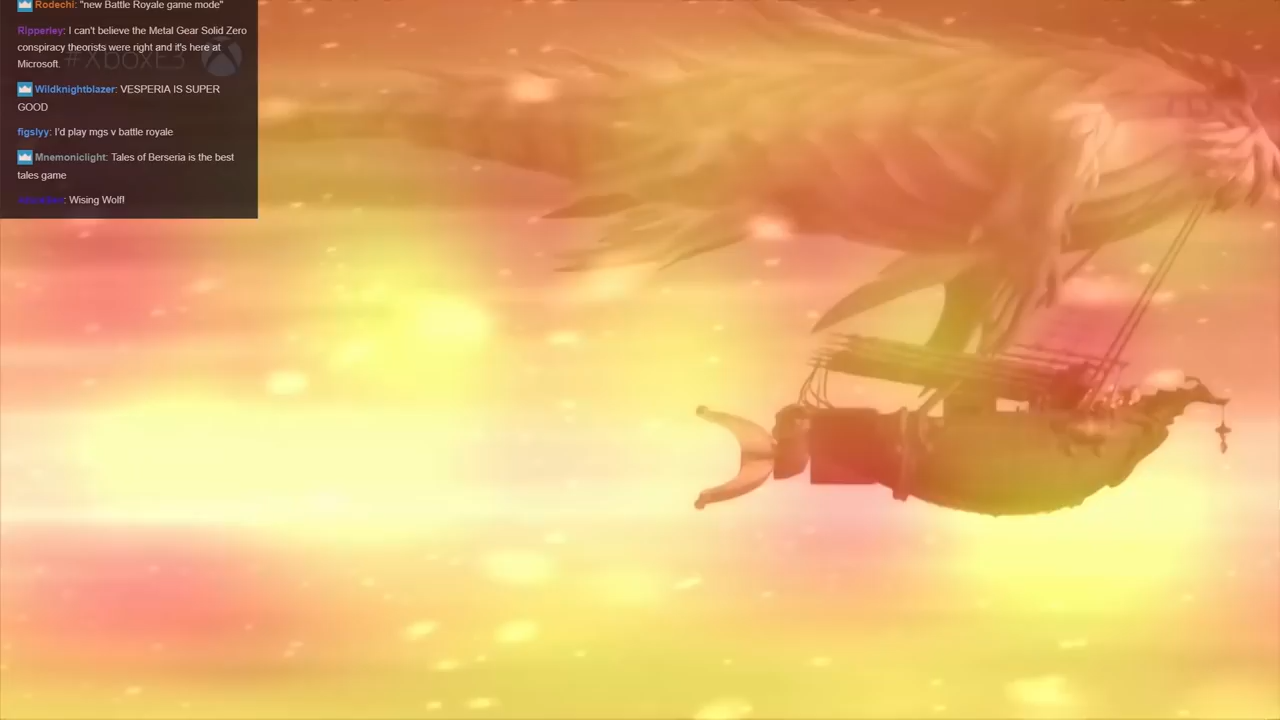 Rodechi: "new Battle Royale game mode"
Ripperley: I can't believe the Metal Gear Solid Zero
conspiracy theorists were right and it's here at
Microsoft.
#XboxE3
Wildknightblazer: VESPERIA IS SUPER
GOOD
figslyy: I'd play mgs v battle royale
Mnemoniclight: Tales of Berseria is the best
tales game
: Wising Wolf!